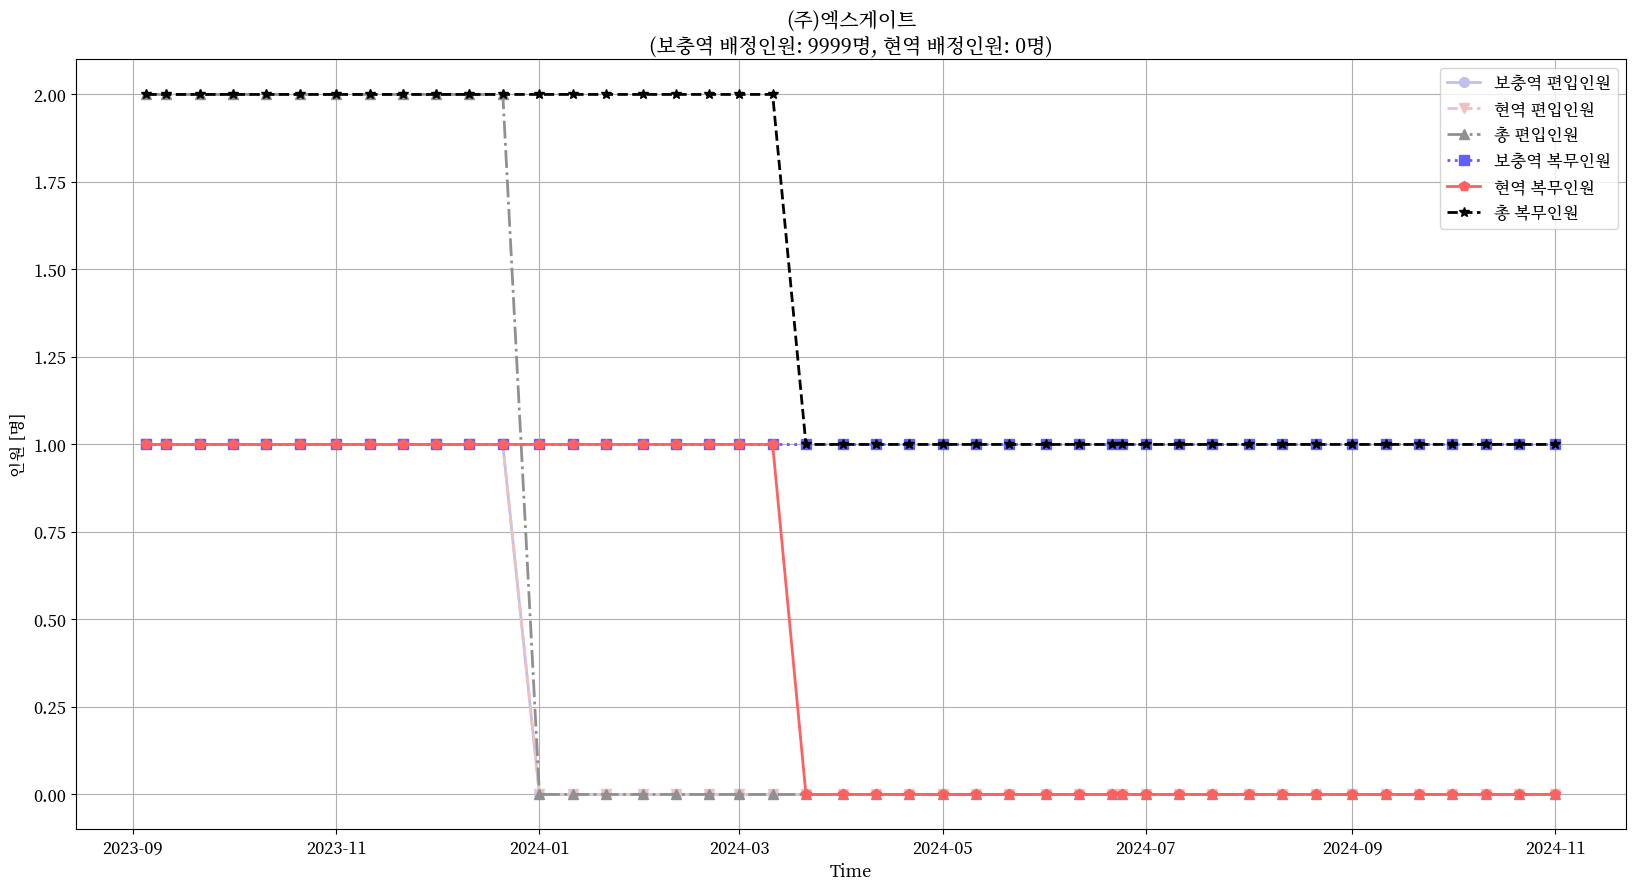 (주)엑스게이트
(보충역 배정인원: 9999명, 현역 배정인원: 0명)
보충역 편입인원
현역 편입인원
총 편입인원
보충역 복무인원
현역 복무인원
총 복무인원
2.00
1.75
1.50
1.25
1.00
0.75
0.50
0.25
0.00
인원 [명]
2023-09 2023-11 2024-01 2024-03 2024-05 2024-07 2024-09 2024-11
Time